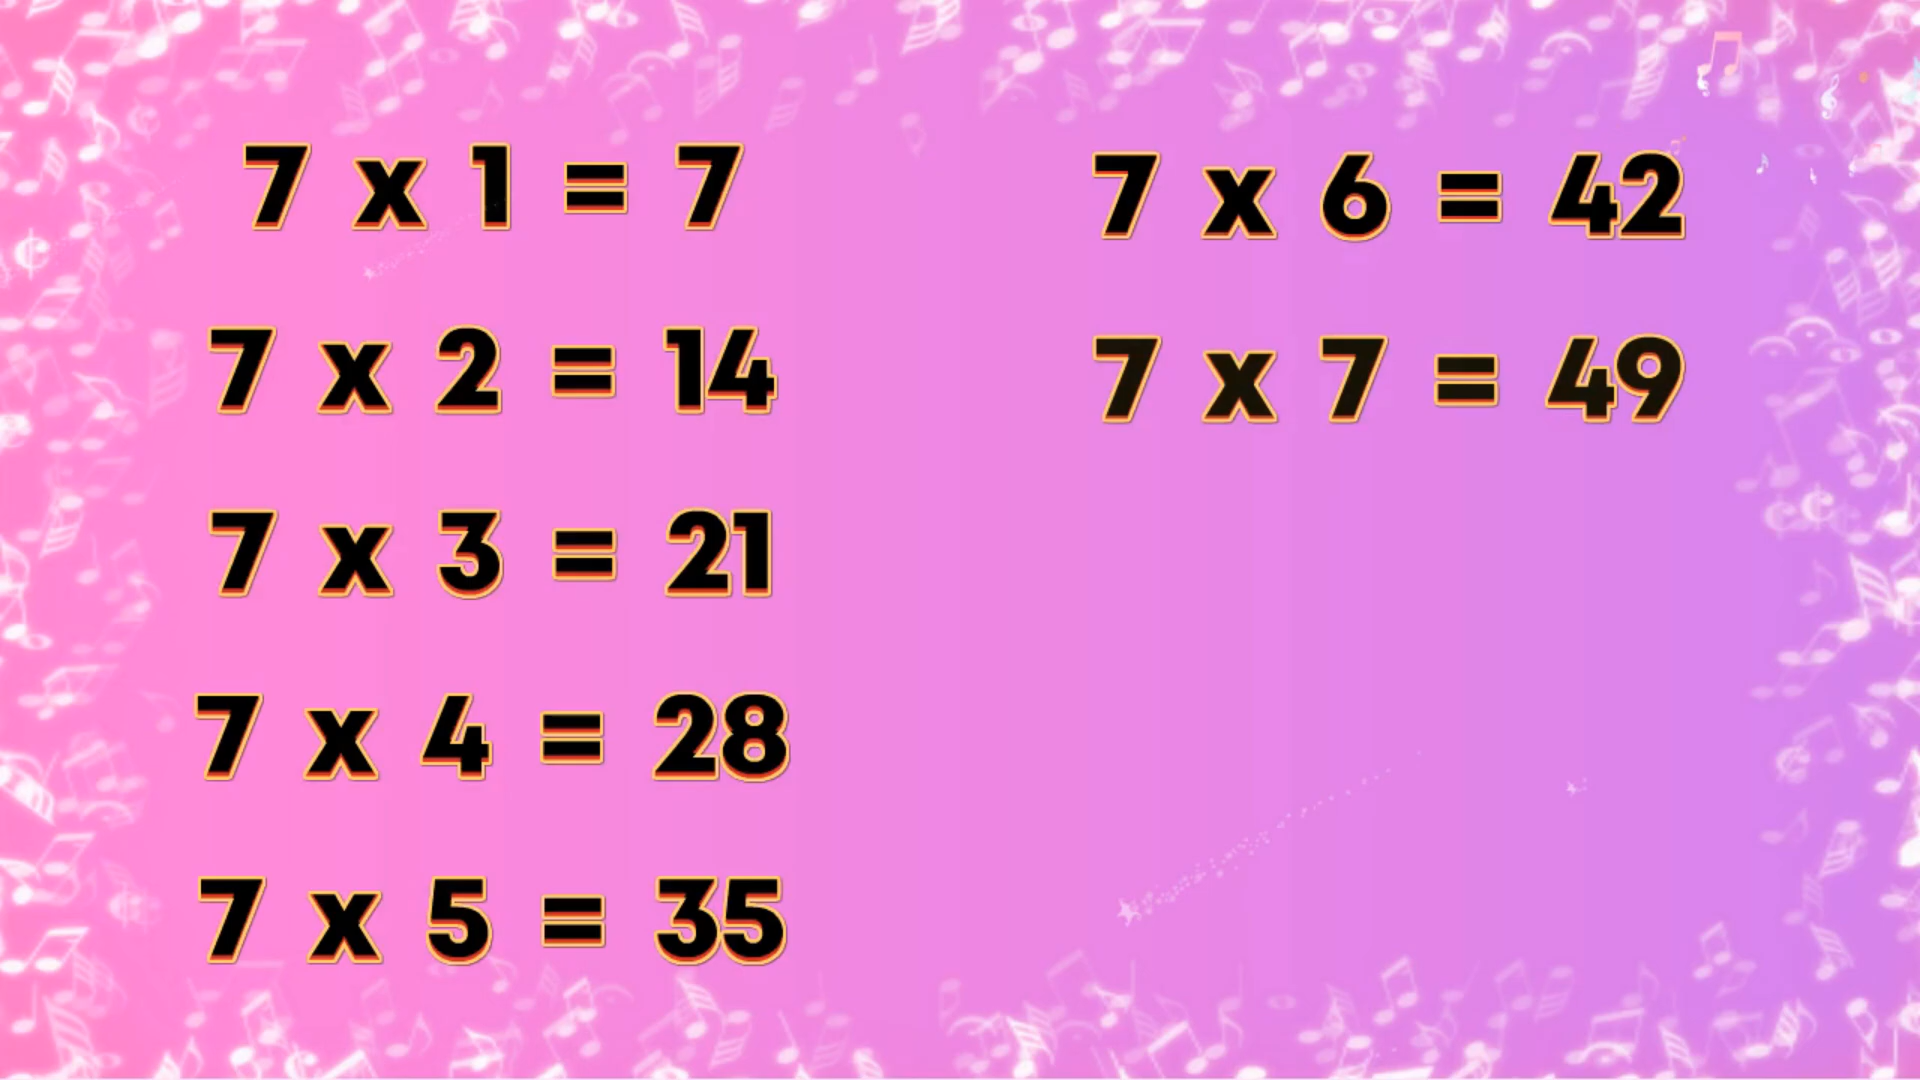 7 x 1 = 7
7 x 2 = 14
7 x 3 = 21
7 x 4 = 28
7 x 5 = 35
7 x 6 = 42
7 x 7 = 49